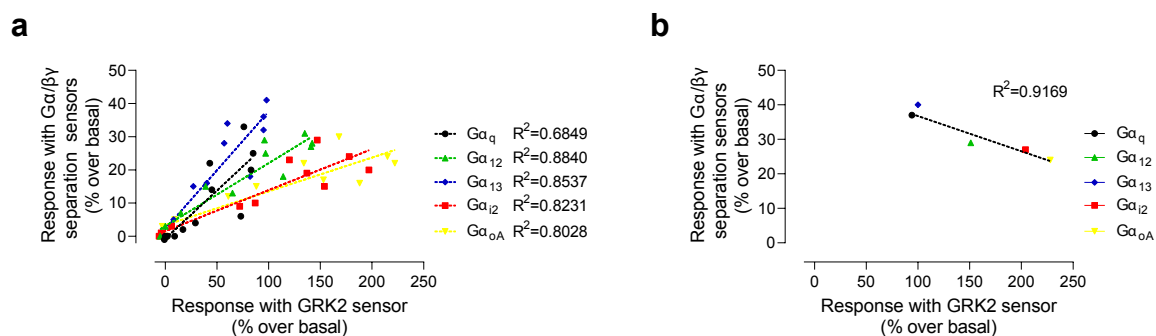 a
Response with Gα/βγ
separation sensors
(% over basal)
50
40
30
20
10
0
0
50
100
150
200
250
Response with GRK2 sensor
(% over basal)
Gαq R²=0.6849
Gα12 R²=0.8840
Gα13 R²=0.8537
Gαi2 R²=0.8231
GαoA R²=0.8028
b
Response with Gα/βγ
separation sensors
(% over basal)
50
40
30
20
10
0
0
50
100
150
200
250
Response with GRK2 sensor
(% over basal)
R²=0.9169
Gαq
Gα12
Gα13
Gαi2
GαoA